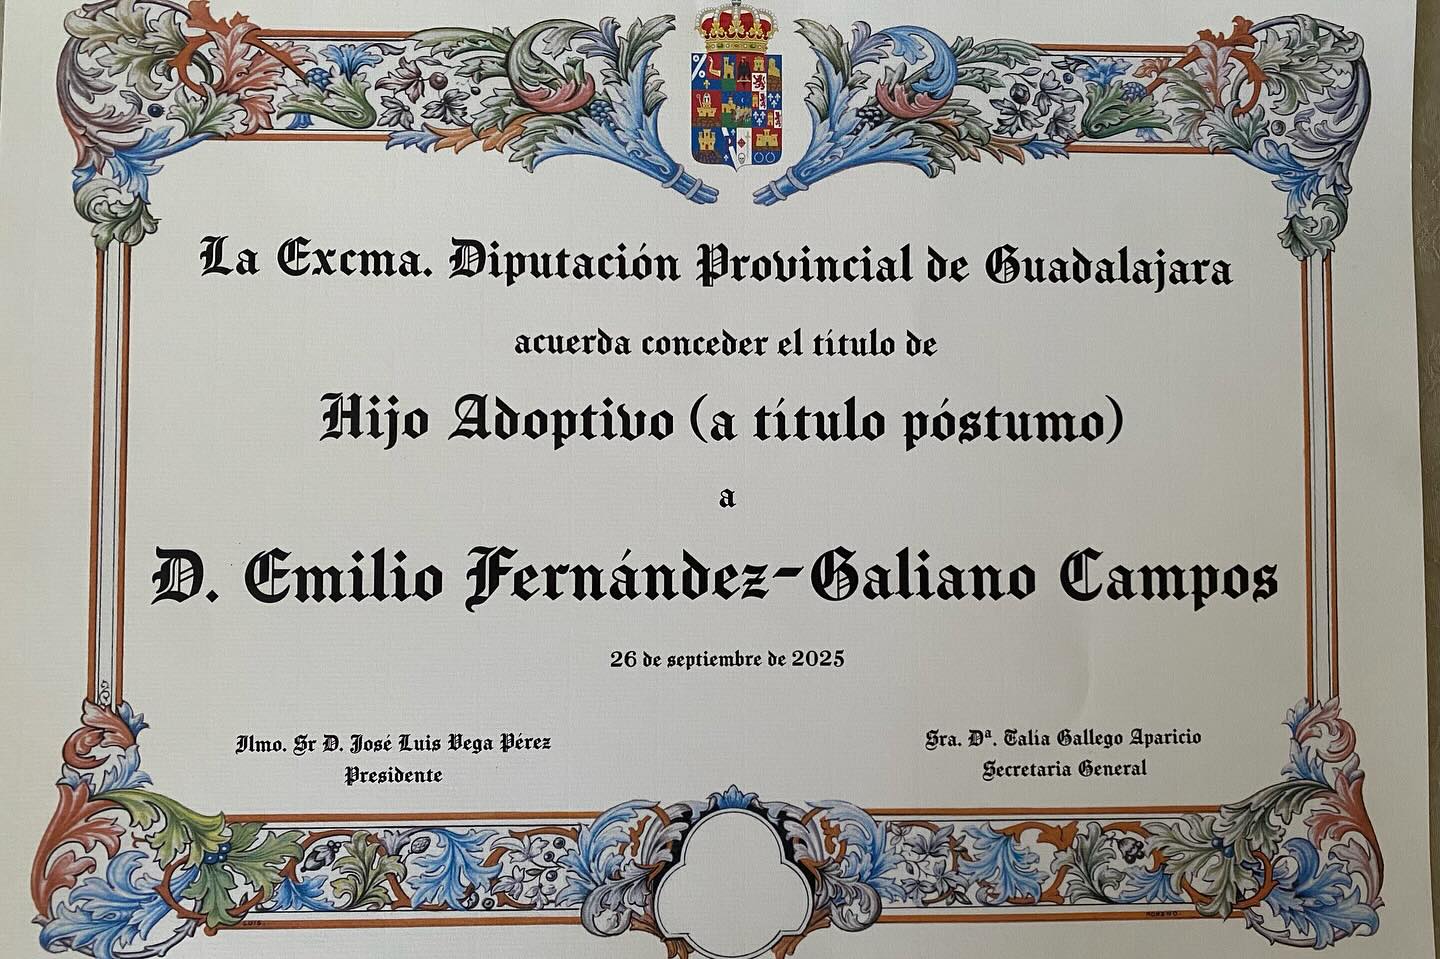 La Excma. Diputación Provincial de Guadalajara
acuerda conceder el título de
Hijo Adoptivo (a título póstumo)
a
D. Emilio Fernández-Galiano Campos
26 de septiembre de 2025
Ilmo. Sr D. José Luis Vega Pérez
Presidente
Sra. Dª. Talia Gallego Aparicio
Secretaria General
LUIS.
MORENO.